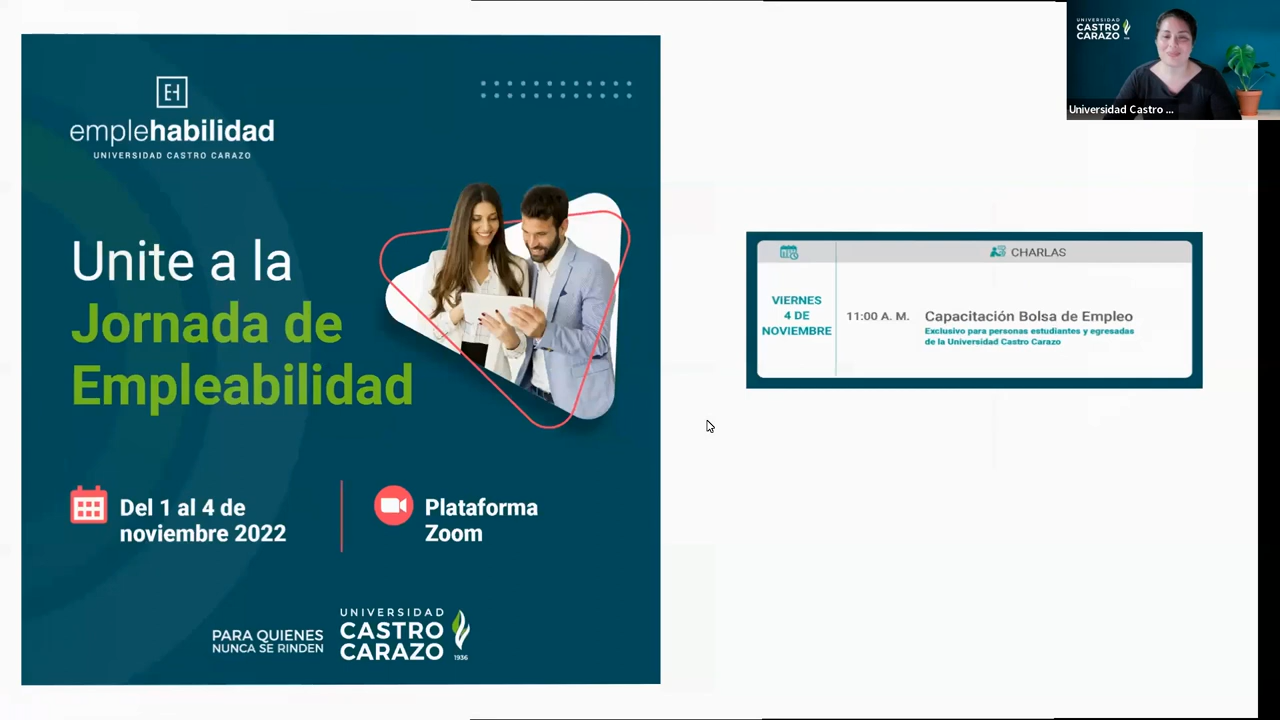 EH
emplehabilidad
UNIVERSIDAD CASTRO CARAZO
Unite a la
Jornada de
Empleabilidad
Del 1 al 4 de
noviembre 2022
Plataforma
Zoom
PARA QUIENES
NUNCA SE RINDEN
UNIVERSIDAD
CASTRO
CARAZO
1936
CHARLAS
VIERNES
4 DE
NOVIEMBRE
11:00 A. M.
Capacitación Bolsa de Empleo
Exclusivo para personas estudiantes y egresadas
de la Universidad Castro Carazo
UNIVERSIDAD
CASTRO
CARAZO
Universidad Castro ...